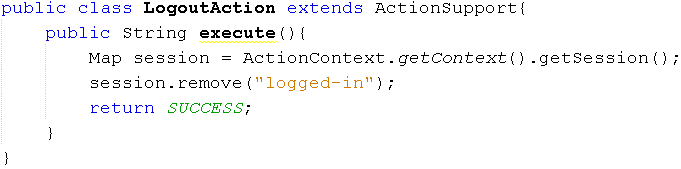 public class LogoutAction extends ActionSupport{
    public String execute(){
        Map session = ActionContext.getContext().getSession();
        session.remove("logged-in");
        return SUCCESS;
    }
}